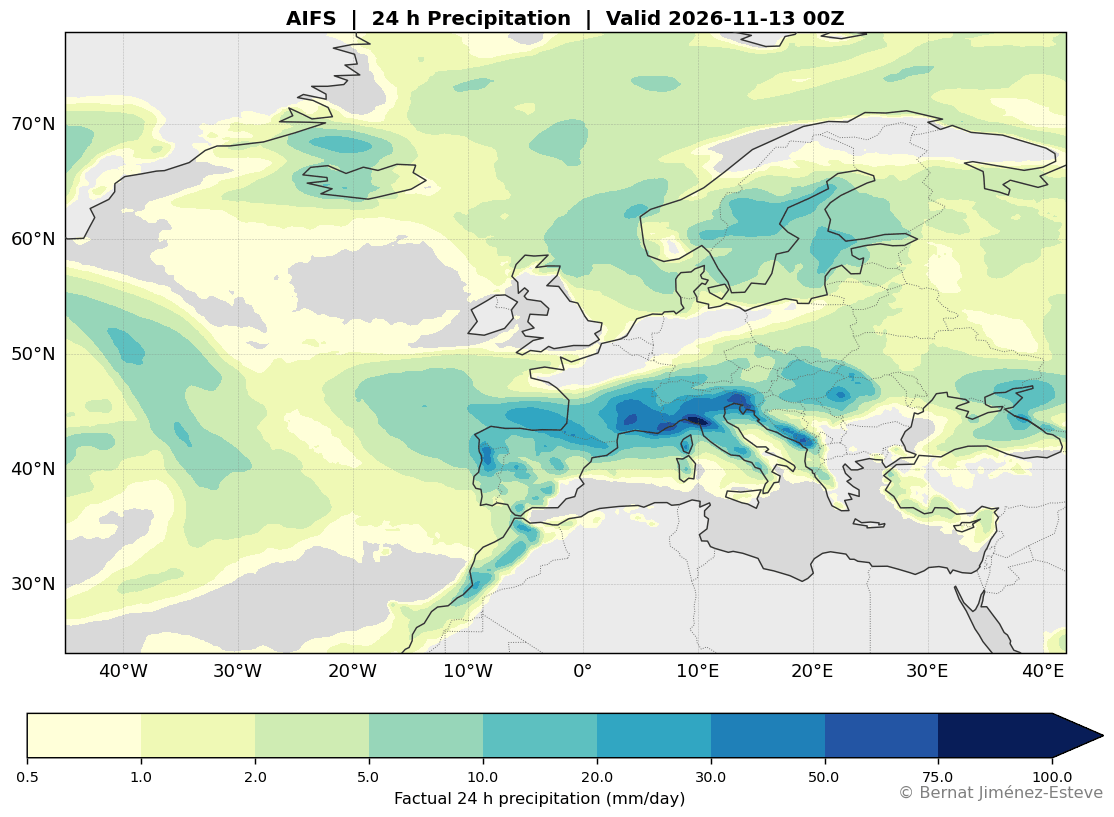 AIFS | 24 h Precipitation | Valid 2026-11-13 00Z
70°N
60°N
50°N
40°N
30°N
40°W 30°W 20°W 10°W 0° 10°E 20°E 30°E 40°E
0.5 1.0 2.0 5.0 10.0 20.0 30.0 50.0 75.0 100.0
Factual 24 h precipitation (mm/day)
© Bernat Jiménez-Esteve